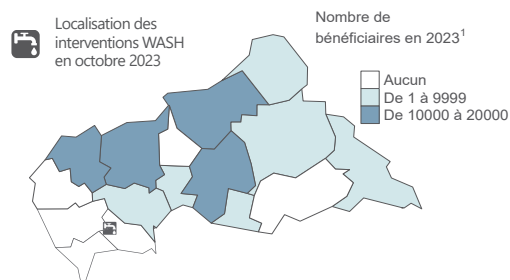 Localisation des
interventions WASH
en octobre 2023
Nombre de
bénéficiaires en 2023¹
Aucun
De 1 à 9999
De 10000 à 20000